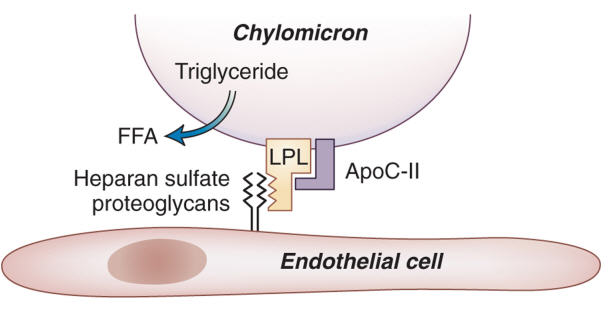 Chylomicron
Triglyceride
FFA
LPL
ApoC-II
Heparan sulfate
proteoglycans
Endothelial cell